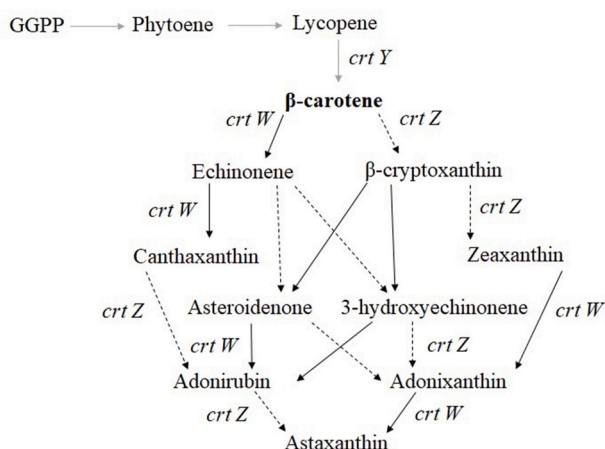 GGPP Phytoene Lycopene
crt Y
β-carotene
crt W crt Z
Echinonene β-cryptoxanthin
crt W crt Z
Canthaxanthin Zeaxanthin
Asteroidenone 3-hydroxyechinonene
crt Z crt W
crt W crt Z
Adonirubin Adonixanthin
crt Z crt W
Astaxanthin